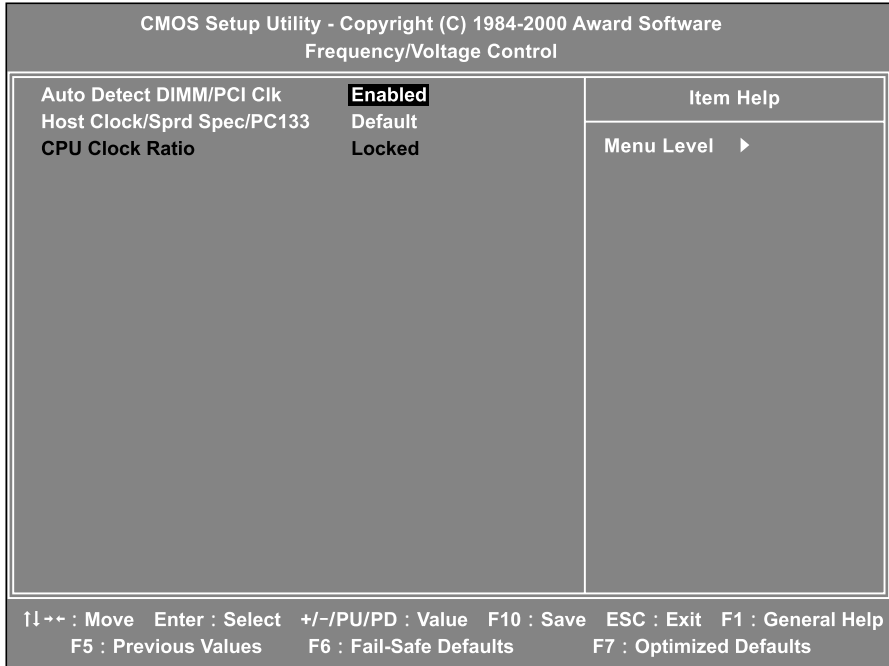 CMOS Setup Utility - Copyright (C) 1984-2000 Award Software
Frequency/Voltage Control
Auto Detect DIMM/PCI Clk Enabled
Host Clock/Sprd Spec/PC133 Default
CPU Clock Ratio Locked
Item Help
Menu Level ▶
↑↓→← : Move Enter : Select +/−/PU/PD : Value F10 : Save ESC : Exit F1 : General Help
F5 : Previous Values F6 : Fail-Safe Defaults F7 : Optimized Defaults